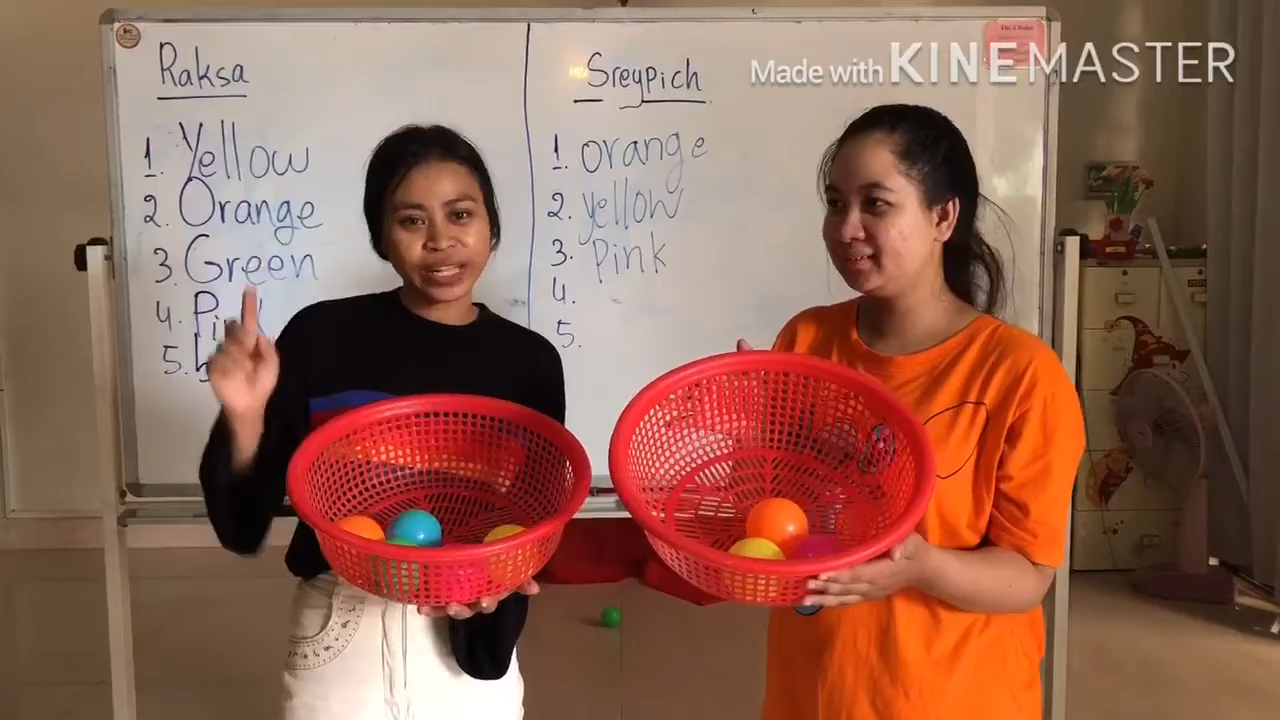 Raksa
1. Yellow
2. Orange
3. Green
4. Pink
5.
Sreypich
1. orange
2. yellow
3. Pink
4.
5.
Made with KINEMASTER